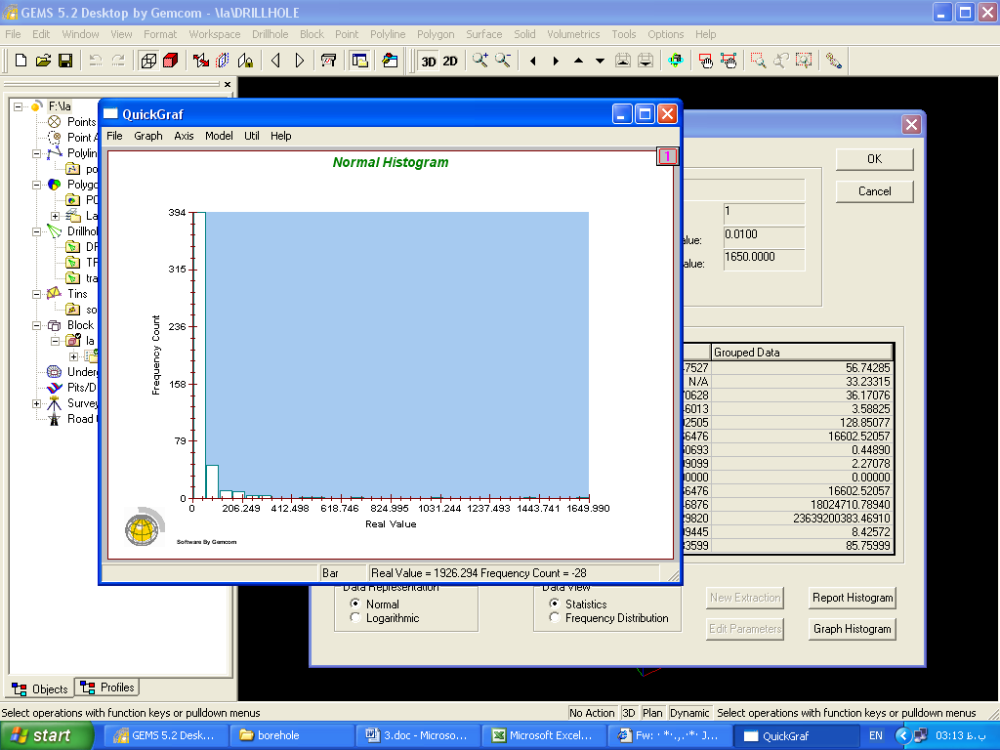 GEMS 5.2 Desktop by Gemcom - \la\DRILLHOLE
File Edit Window View Format Workspace Drillhole Block Point Polyline Polygon Surface Solid Volumetrics Tools Options Help
3D 2D
F:\la
Points
Point A
Polylin
po
Polygo
PO
La
Drillho
DF
TF
tra
Tins
so
Block
la
Underg
Pits/D
Survey
Road
Objects Profiles
QuickGraf
File Graph Axis Model Util Help
1
Normal Histogram
Frequency Count
394
315
236
158
79
0
0 206.249 412.498 618.746 824.995 1031.244 1237.493 1443.741 1649.990
Real Value
Software By Gemcom
Bar Real Value = 1926.294 Frequency Count = -28
OK
Cancel
1
alue: 0.0100
alue: 1650.0000
Grouped Data
7527 56.74285
N/A 33.23315
0628 36.17076
6013 3.58825
2505 128.85077
6476 16602.52057
0693 0.44890
9099 2.27078
0000 0.00000
6476 16602.52057
6876 18024710.78940
9820 23639200383.46910
9445 8.42572
3599 85.75999
Data Representation
Normal
Logarithmic
Data View
Statistics
Frequency Distribution
New Extraction Report Histogram
Edit Parameters Graph Histogram
Select operations with function keys or pulldown menus No Action 3D Plan Dynamic Select operations with function keys or pulldown menus
start GEMS 5.2 Desk... borehole 3.doc - Microso... Microsoft Excel... QuickGraf EN 03:13 ب.ظ